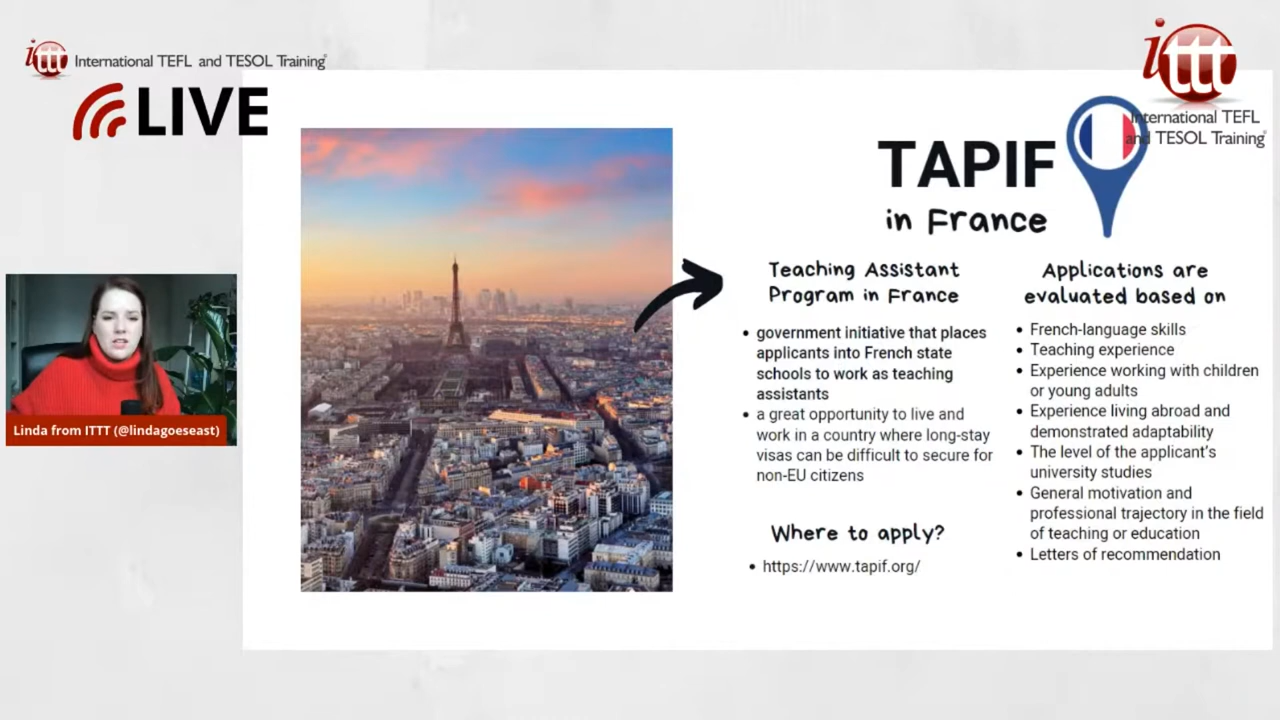 ittt International TEFL and TESOL Training
LIVE
ittt
International TEFL
and TESOL Training
TAPIF
in France
Teaching Assistant
Program in France
• government initiative that places
applicants into French state
schools to work as teaching
assistants
• a great opportunity to live and
work in a country where long-stay
visas can be difficult to secure for
non-EU citizens
Where to apply?
• https://www.tapif.org/
Applications are
evaluated based on
• French-language skills
• Teaching experience
• Experience working with children
or young adults
• Experience living abroad and
demonstrated adaptability
• The level of the applicant's
university studies
• General motivation and
professional trajectory in the field
of teaching or education
• Letters of recommendation
Linda from ITTT (@lindagoeseast)